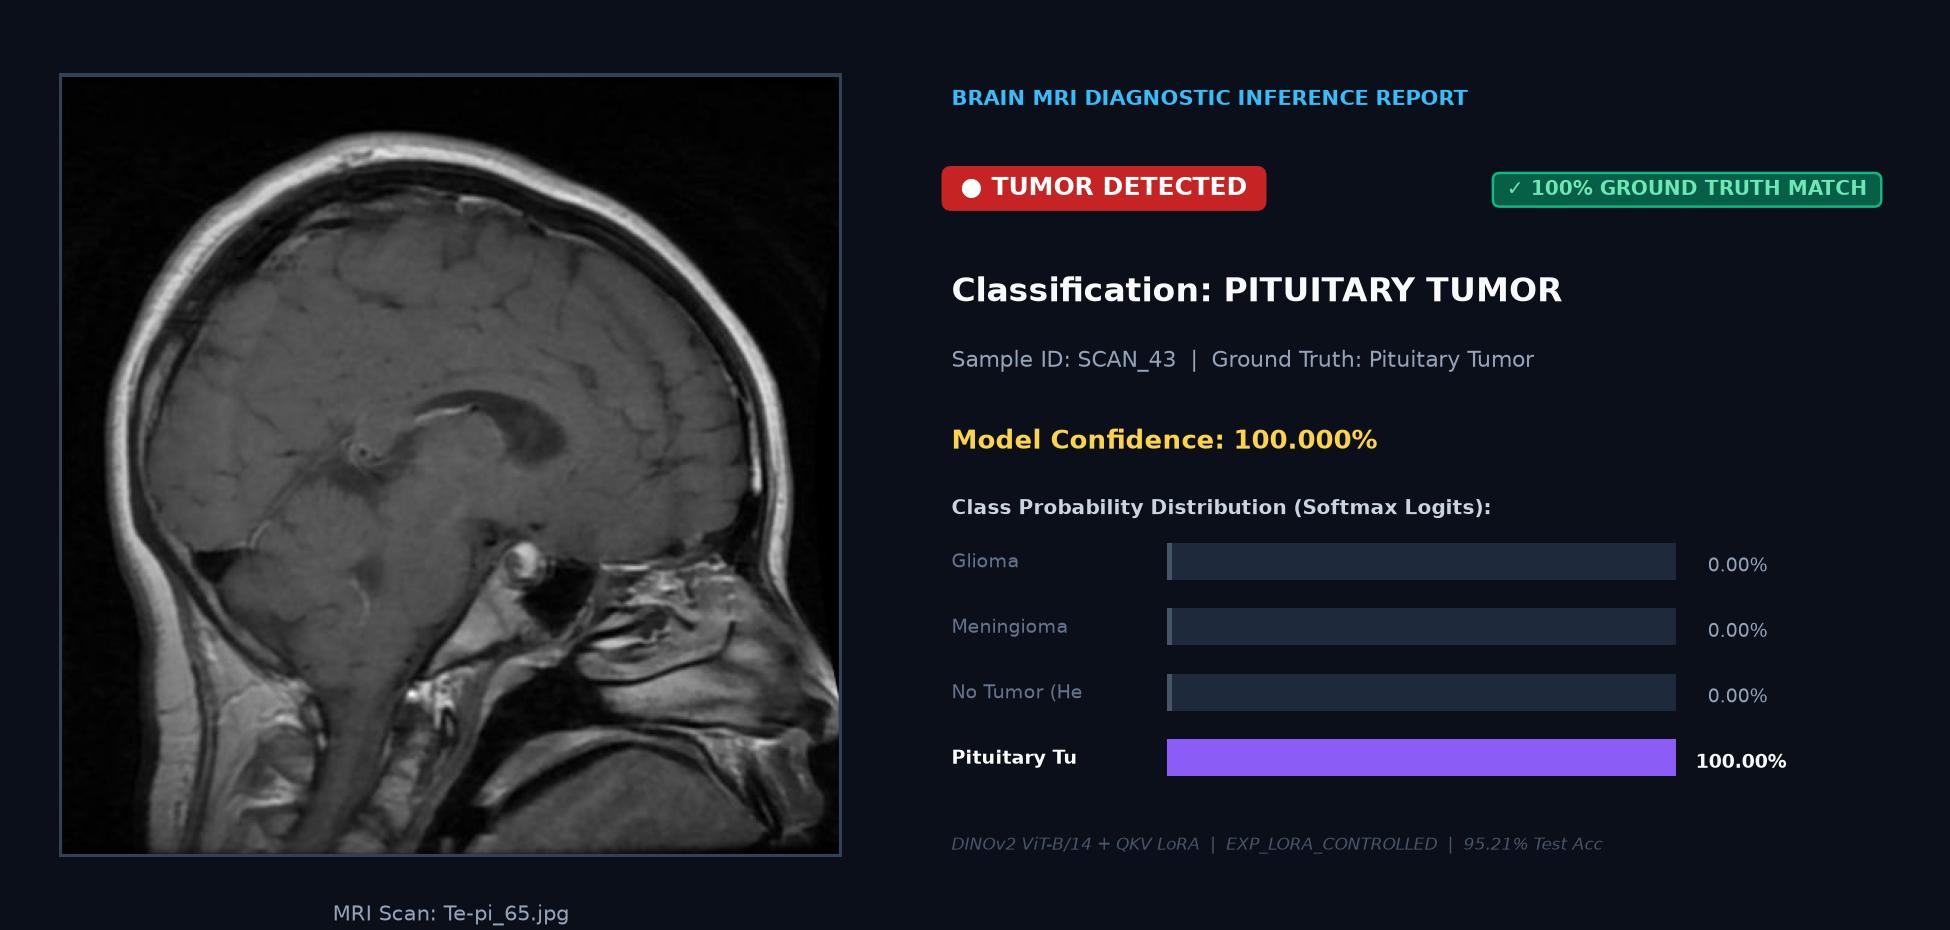 BRAIN MRI DIAGNOSTIC INFERENCE REPORT
● TUMOR DETECTED
✓ 100% GROUND TRUTH MATCH
Classification: PITUITARY TUMOR
Sample ID: SCAN_43 | Ground Truth: Pituitary Tumor
Model Confidence: 100.000%
Class Probability Distribution (Softmax Logits):
Glioma 0.00%
Meningioma 0.00%
No Tumor (He 0.00%
Pituitary Tu 100.00%
DINOv2 ViT-B/14 + QKV LoRA | EXP_LORA_CONTROLLED | 95.21% Test Acc
MRI Scan: Te-pi_65.jpg